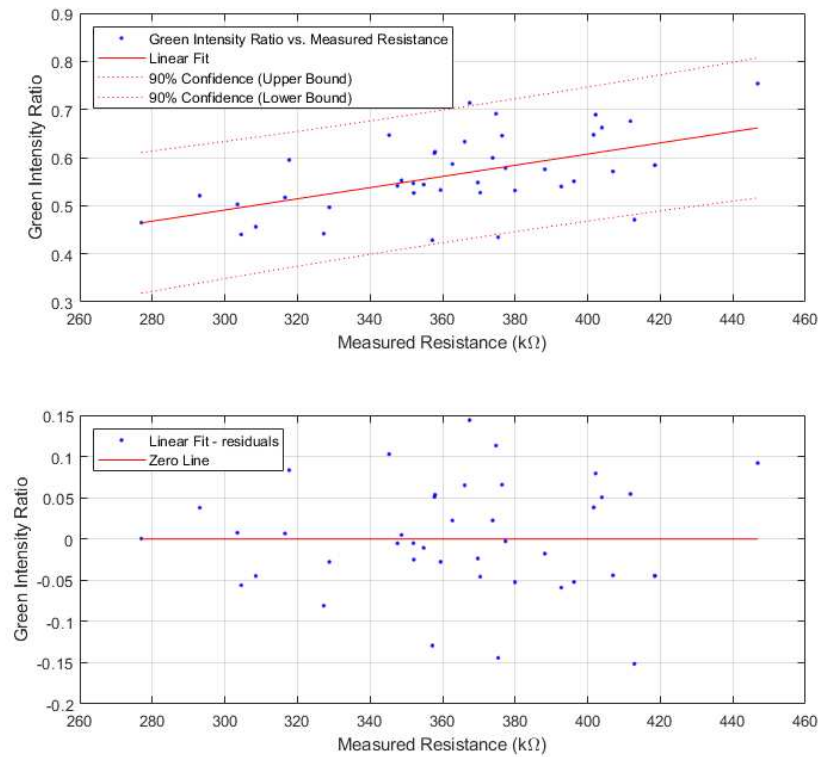 0.9
0.8
0.7
0.6
0.5
0.4
0.3
Green Intensity Ratio
Green Intensity Ratio vs. Measured Resistance
Linear Fit
90% Confidence (Upper Bound)
90% Confidence (Lower Bound)
260 280 300 320 340 360 380 400 420 440 460
Measured Resistance (kΩ)
0.15
0.1
0.05
0
-0.05
-0.1
-0.15
-0.2
Green Intensity Ratio
Linear Fit - residuals
Zero Line
260 280 300 320 340 360 380 400 420 440 460
Measured Resistance (kΩ)